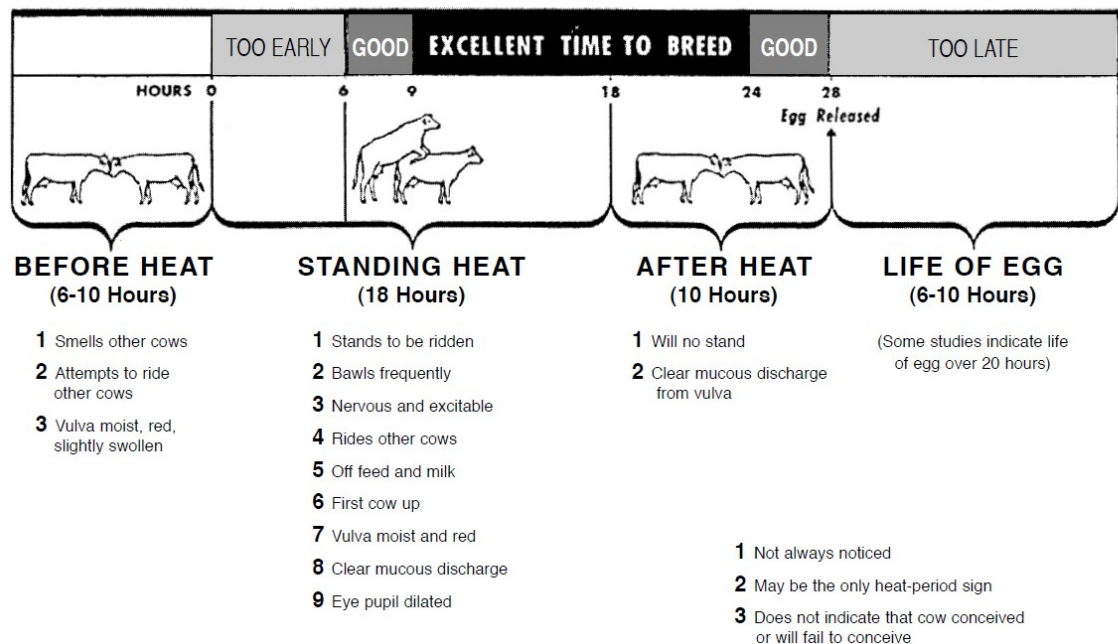 TOO EARLY GOOD EXCELLENT TIME TO BREED GOOD TOO LATE
HOURS 0 6 9 18 24 28
Egg Released
BEFORE HEAT
(6-10 Hours)
1 Smells other cows
2 Attempts to ride
other cows
3 Vulva moist, red,
slightly swollen
STANDING HEAT
(18 Hours)
1 Stands to be ridden
2 Bawls frequently
3 Nervous and excitable
4 Rides other cows
5 Off feed and milk
6 First cow up
7 Vulva moist and red
8 Clear mucous discharge
9 Eye pupil dilated
AFTER HEAT
(10 Hours)
1 Will no stand
2 Clear mucous discharge
from vulva
LIFE OF EGG
(6-10 Hours)
(Some studies indicate life
of egg over 20 hours)
1 Not always noticed
2 May be the only heat-period sign
3 Does not indicate that cow conceived
or will fail to conceive